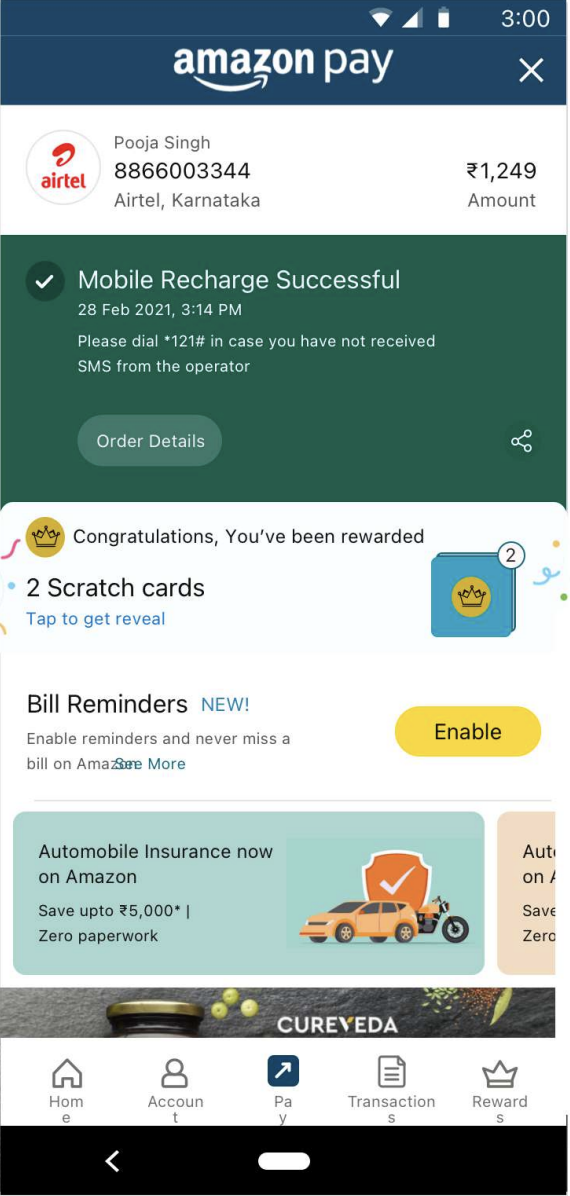 3:00
amazon pay
Pooja Singh
airtel
8866003344
₹1,249
Airtel, Karnataka
Amount
Mobile Recharge Successful
28 Feb 2021, 3:14 PM
Please dial *121# in case you have not received
SMS from the operator
Order Details
Congratulations, You've been rewarded
2
2 Scratch cards
Tap to get reveal
Bill Reminders NEW!
Enable
Enable reminders and never miss a
bill on Amazon See More
Automobile Insurance now
on Amazon
Save upto ₹5,000* |
Zero paperwork
Aut
on A
Save
Zero
CUREVEDA
Hom
e
Accoun
t
Pa
y
Transaction
s
Reward
s